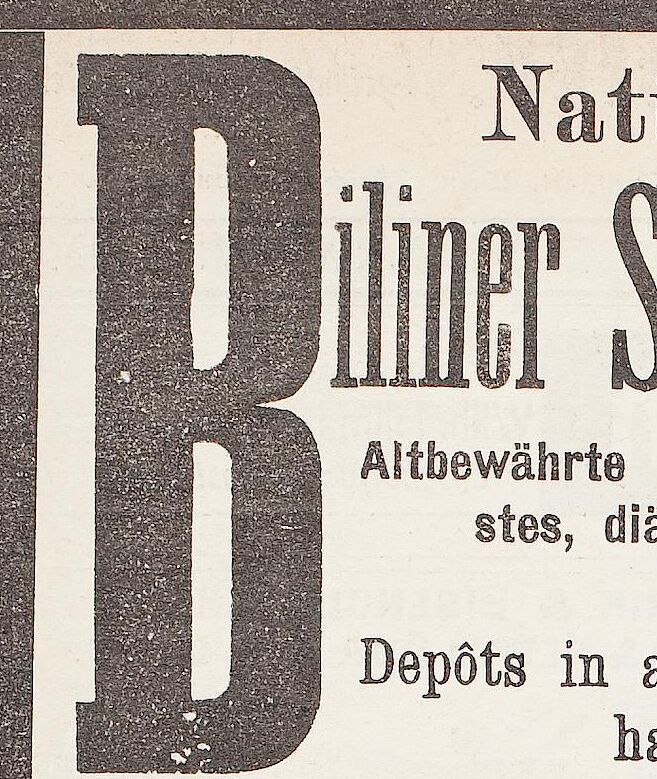 Nat
Biliner S
Altbewährte
stes, diä
Depôts in a
ha